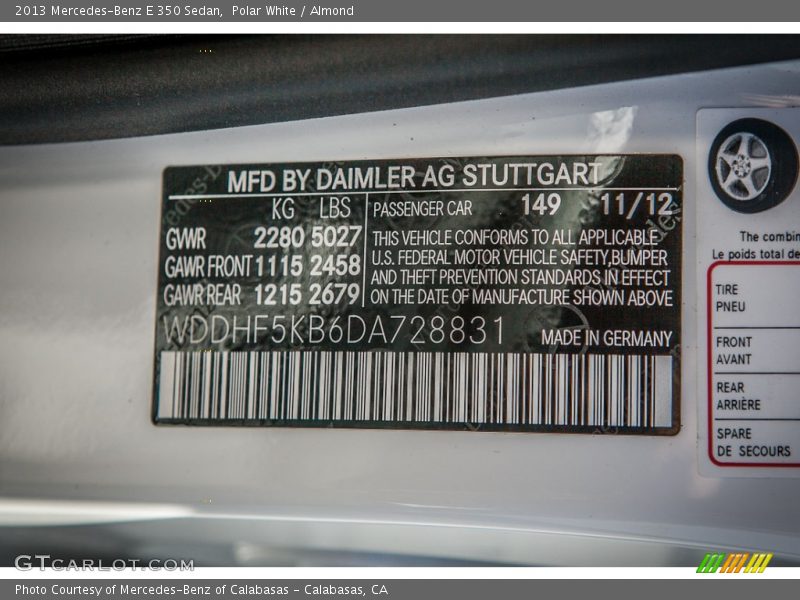 2013 Mercedes-Benz E 350 Sedan, Polar White / Almond
MFD BY DAIMLER AG STUTTGART
KG LBS
GWR 2280 5027
GAWR FRONT 1115 2458
GAWR REAR 1215 2679
PASSENGER CAR 149 11/12
THIS VEHICLE CONFORMS TO ALL APPLICABLE
U.S. FEDERAL MOTOR VEHICLE SAFETY,BUMPER
AND THEFT PREVENTION STANDARDS IN EFFECT
ON THE DATE OF MANUFACTURE SHOWN ABOVE
WDDHF5KB6DA728831 MADE IN GERMANY
The combin
Le poids total de
TIRE
PNEU
FRONT
AVANT
REAR
ARRIÈRE
SPARE
DE SECOURS
GTCARLOT.COM
Photo Courtesy of Mercedes-Benz of Calabasas - Calabasas, CA